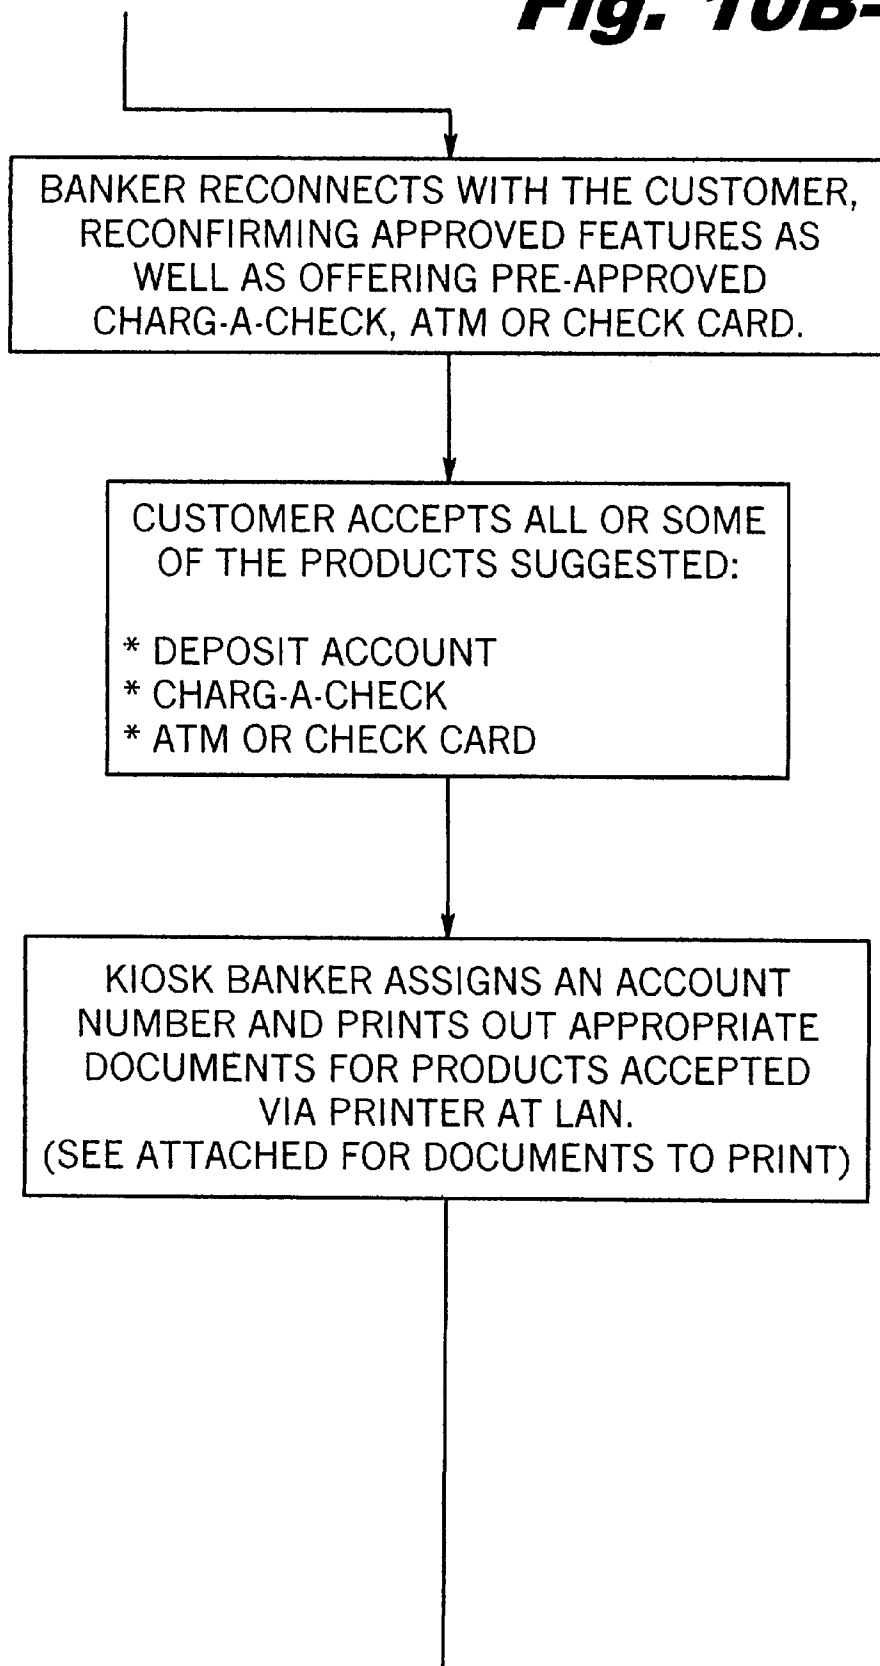 Fig. 10B-
BANKER RECONNECTS WITH THE CUSTOMER,
RECONFIRMING APPROVED FEATURES AS
WELL AS OFFERING PRE-APPROVED
CHARG-A-CHECK, ATM OR CHECK CARD.
CUSTOMER ACCEPTS ALL OR SOME
OF THE PRODUCTS SUGGESTED:
* DEPOSIT ACCOUNT
* CHARG-A-CHECK
* ATM OR CHECK CARD
KIOSK BANKER ASSIGNS AN ACCOUNT
NUMBER AND PRINTS OUT APPROPRIATE
DOCUMENTS FOR PRODUCTS ACCEPTED
VIA PRINTER AT LAN.
(SEE ATTACHED FOR DOCUMENTS TO PRINT)